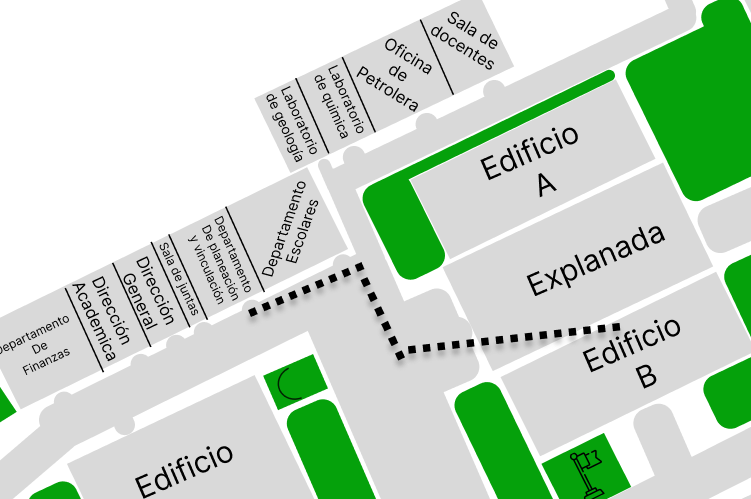 Sala de
docentes
Oficina
de
Petrolera
Laboratorio
de quimica
Laboratorio
de geología
Edificio
A
Departamento
Escolares
Departamento
De planeación
y vinculación
Sala de juntas
Dirección
General
Dirección
Academica
Departamento
De
Finanzas
Explanada
Edificio
B
Edificio